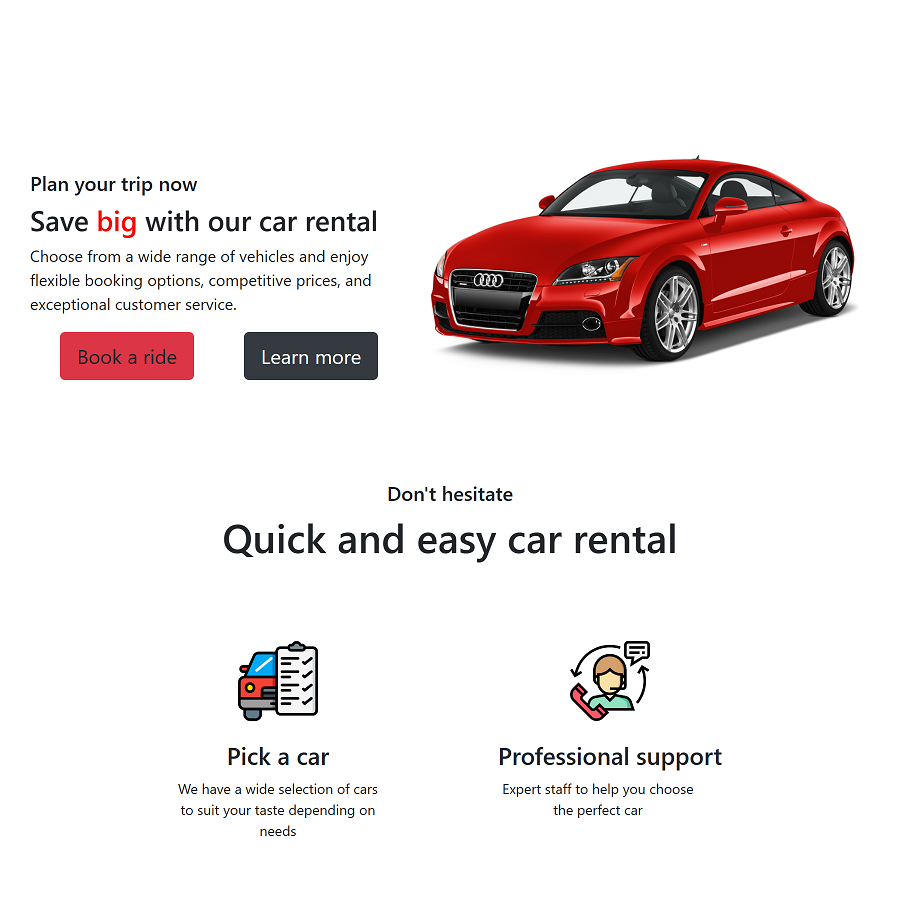 Plan your trip now
Save big with our car rental
Choose from a wide range of vehicles and enjoy
flexible booking options, competitive prices, and
exceptional customer service.
Book a ride
Learn more
Don't hesitate
Quick and easy car rental
Pick a car
We have a wide selection of cars
to suit your taste depending on
needs
Professional support
Expert staff to help you choose
the perfect car